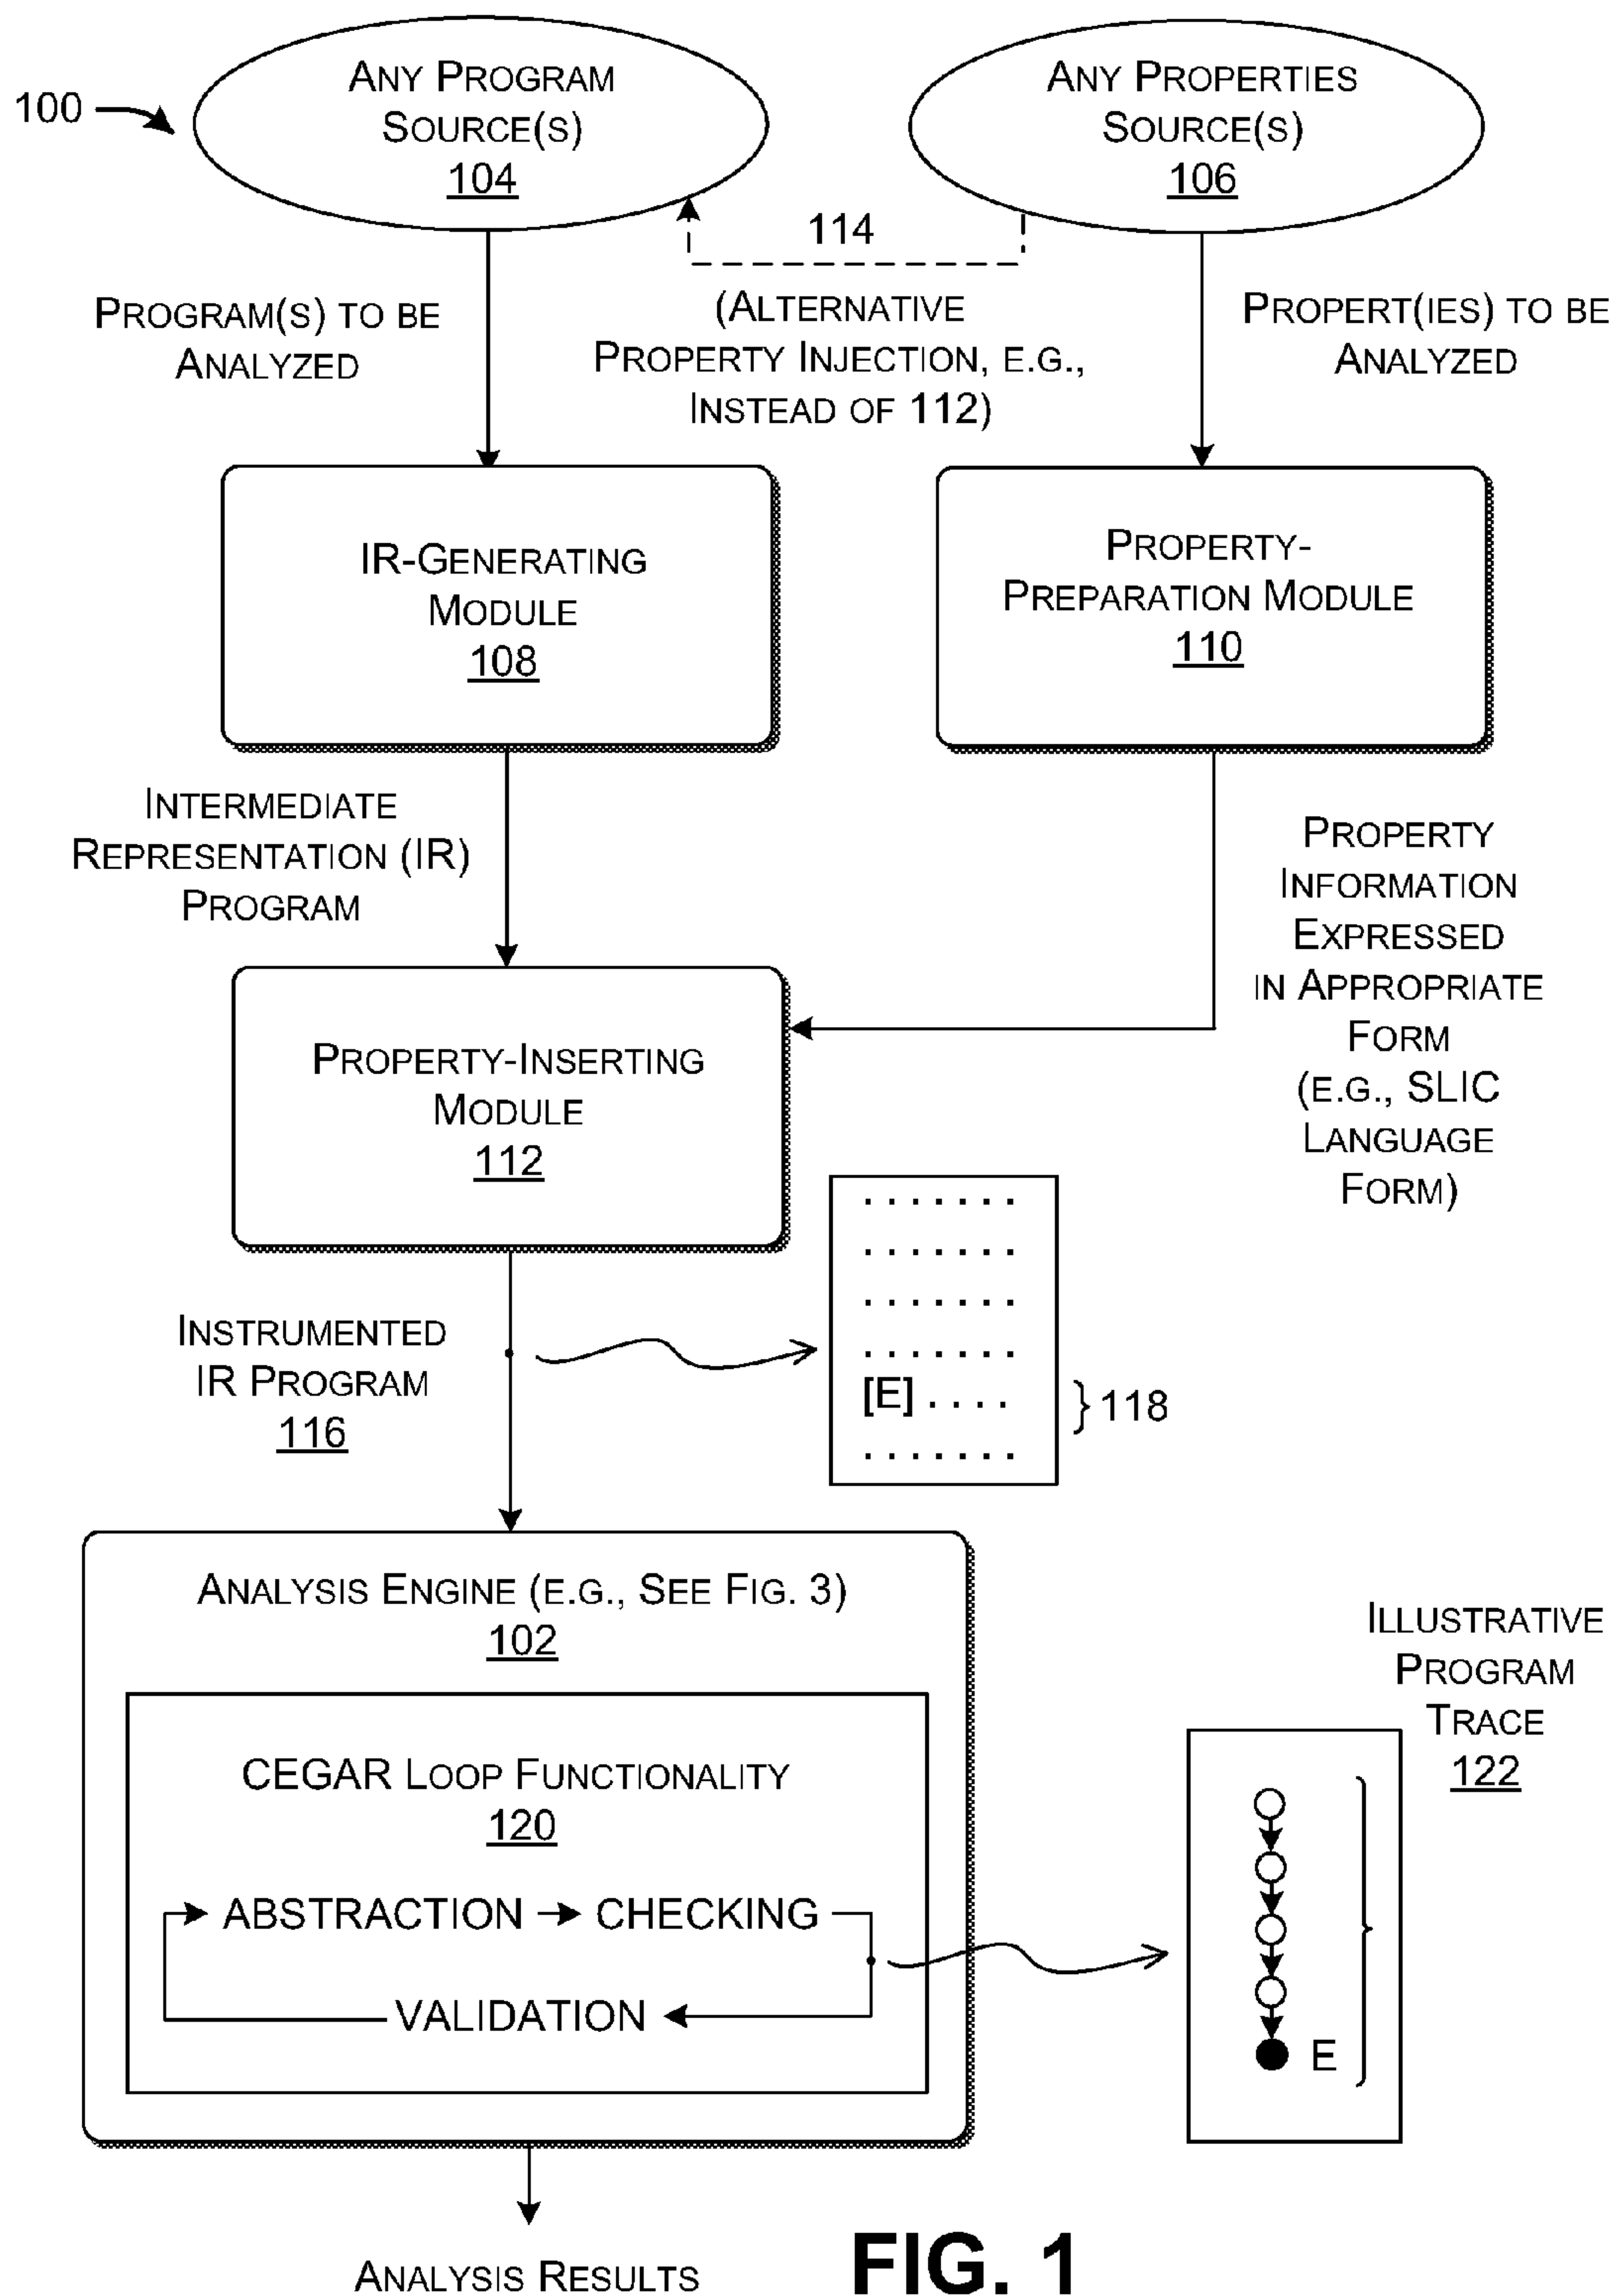 100
ANY PROGRAM
SOURCE(S)
104
ANY PROPERTIES
SOURCE(S)
106
114
PROGRAM(S) TO BE
ANALYZED
(ALTERNATIVE
PROPERTY INJECTION, E.G.,
INSTEAD OF 112)
PROPERT(IES) TO BE
ANALYZED
IR-GENERATING
MODULE
108
PROPERTY-
PREPARATION MODULE
110
INTERMEDIATE
REPRESENTATION (IR)
PROGRAM
PROPERTY
INFORMATION
EXPRESSED
IN APPROPRIATE
FORM
(E.G., SLIC
LANGUAGE
FORM)
PROPERTY-INSERTING
MODULE
112
INSTRUMENTED
IR PROGRAM
116
. . . . . . .
. . . . . . .
. . . . . . .
. . . . . . .
[E] . . . .
. . . . . . .
118
ANALYSIS ENGINE (E.G., SEE FIG. 3)
102
CEGAR LOOP FUNCTIONALITY
120
ABSTRACTION
CHECKING
VALIDATION
ILLUSTRATIVE
PROGRAM
TRACE
122
E
ANALYSIS RESULTS
FIG. 1